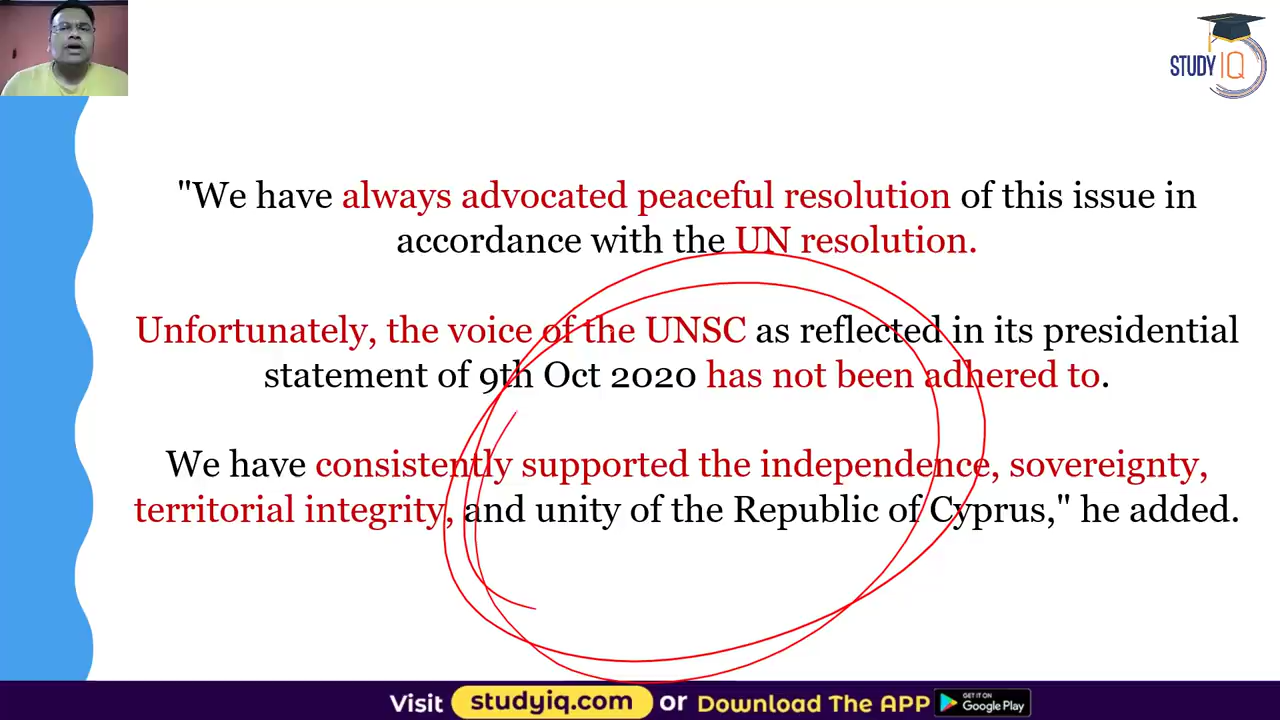 STUDY IQ
"We have always advocated peaceful resolution of this issue in
accordance with the UN resolution.
Unfortunately, the voice of the UNSC as reflected in its presidential
statement of 9th Oct 2020 has not been adhered to.
We have consistently supported the independence, sovereignty,
territorial integrity, and unity of the Republic of Cyprus," he added.
Visit studyiq.com or Download The APP GET IT ON Google Play